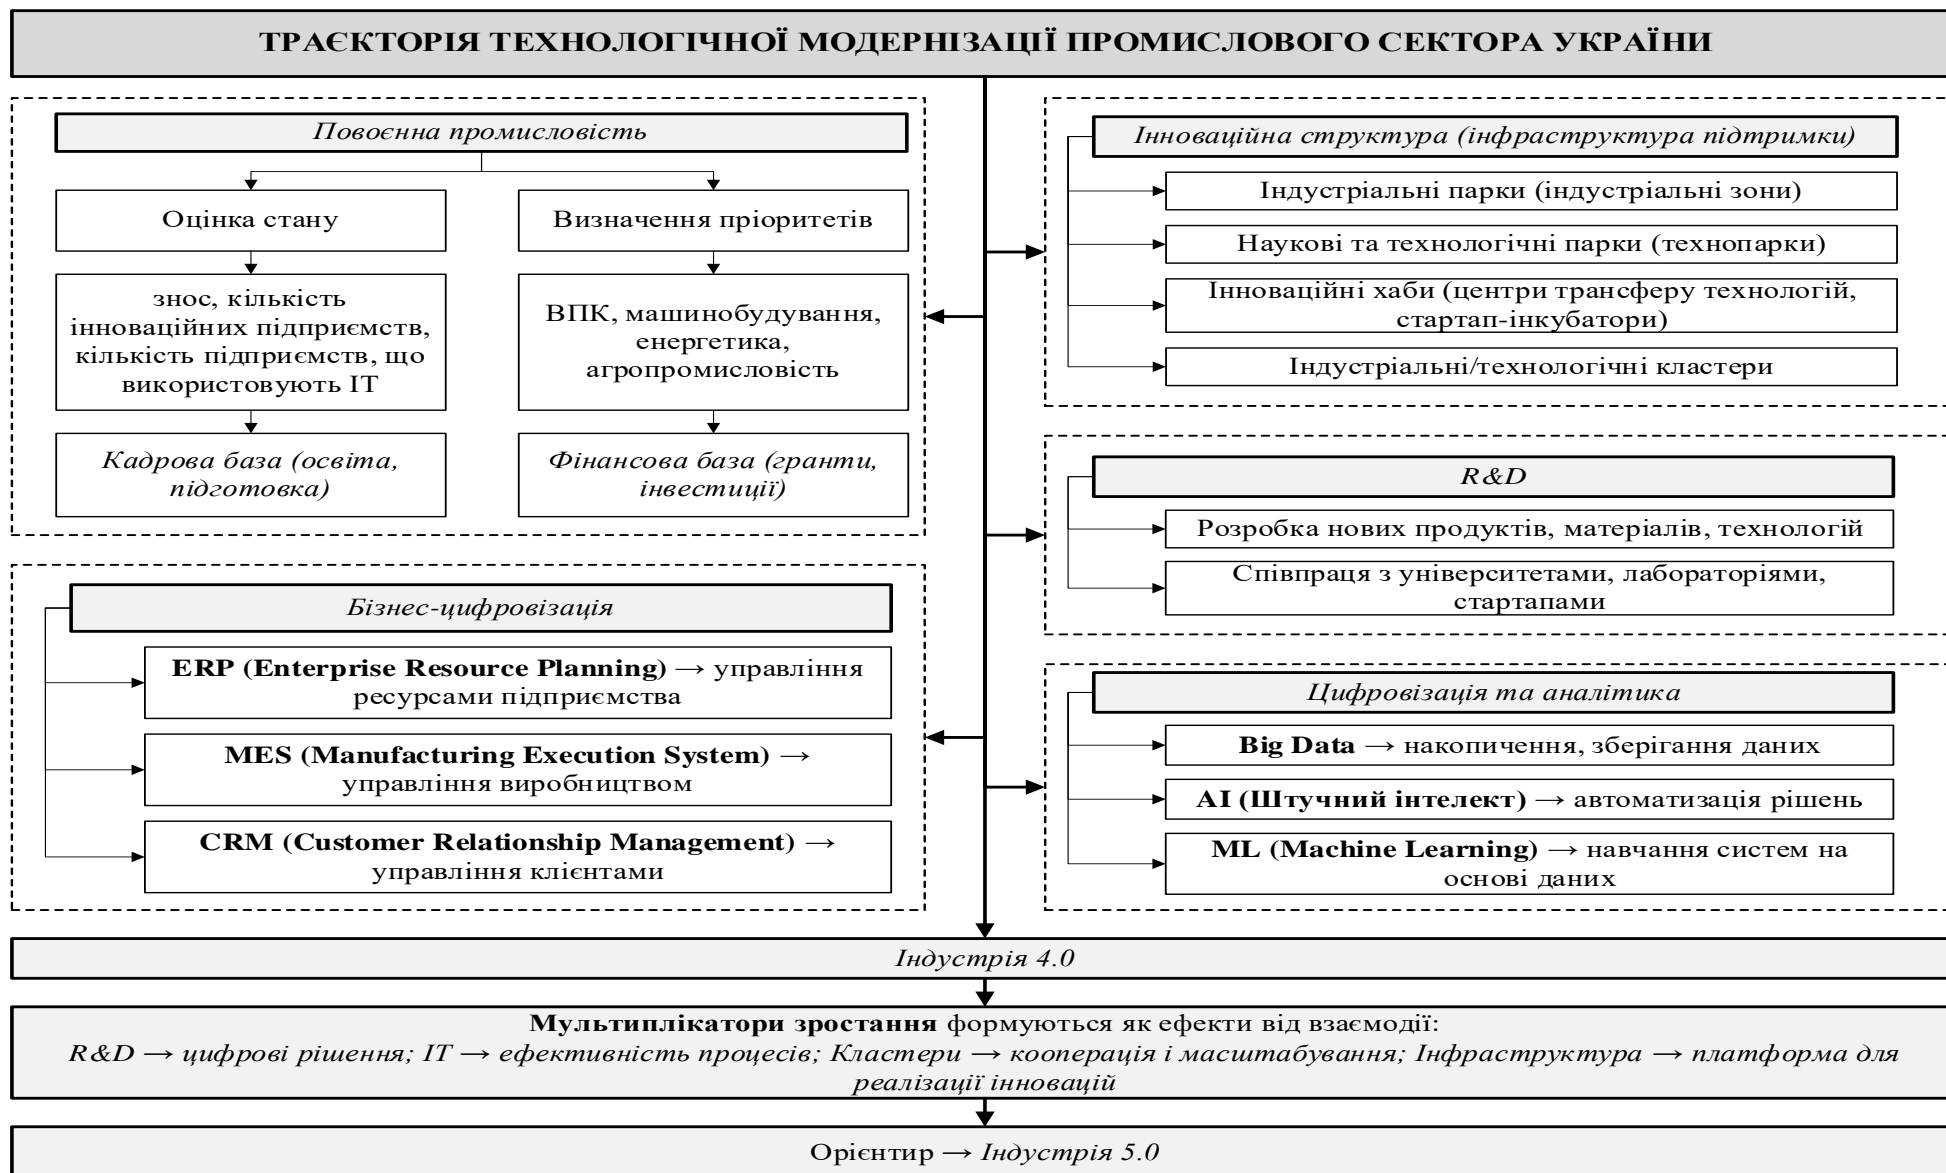 ТРАЄКТОРІЯ ТЕХНОЛОГІЧНОЇ МОДЕРНІЗАЦІЇ ПРОМИСЛОВОГО СЕКТОРА УКРАЇНИ
Повоєнна промисловість
Оцінка стану
знос, кількість
інноваційних підприємств,
кількість підприємств, що
використовують ІТ
Кадрова база (освіта,
підготовка)
Визначення пріоритетів
ВПК, машинобудування,
енергетика,
агропромисловість
Фінансова база (гранти,
інвестиції)
Бізнес-цифровізація
ERP (Enterprise Resource Planning) → управління
ресурсами підприємства
MES (Manufacturing Execution System) →
управління виробництвом
CRM (Customer Relationship Management) →
управління клієнтами
Інноваційна структура (інфраструктура підтримки)
Індустріальні парки (індустріальні зони)
Наукові та технологічні парки (технопарки)
Інноваційні хаби (центри трансферу технологій,
стартап-інкубатори)
Індустріальні/технологічні кластери
R&D
Розробка нових продуктів, матеріалів, технологій
Співпраця з університетами, лабораторіями,
стартапами
Цифровізація та аналітика
Big Data → накопичення, зберігання даних
AI (Штучний інтелект) → автоматизація рішень
ML (Machine Learning) → навчання систем на
основі даних
Індустрія 4.0
Мультиплікатори зростання формуються як ефекти від взаємодії:
R&D → цифрові рішення; ІТ → ефективність процесів; Кластери → кооперація і масштабування; Інфраструктура → платформа для
реалізації інновацій
Орієнтир → Індустрія 5.0